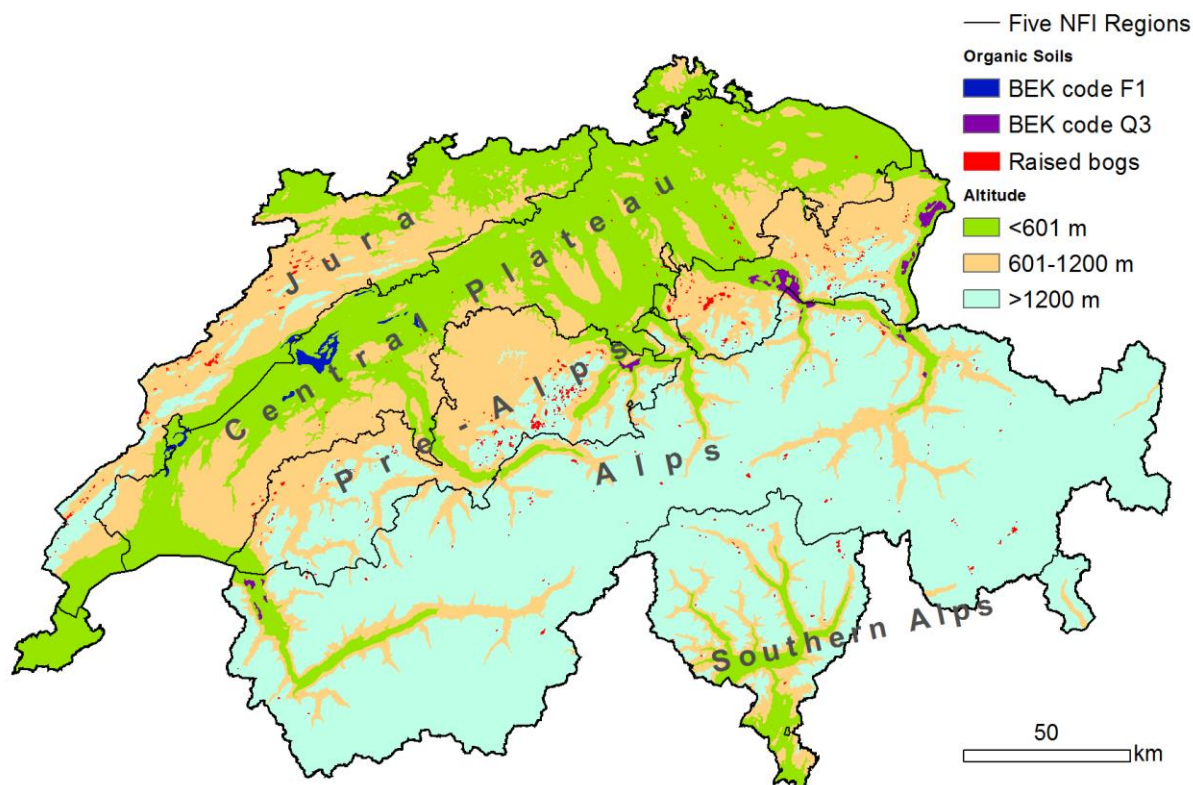 Five NFI Regions
Organic Soils
BEK code F1
BEK code Q3
Raised bogs
Altitude
<601 m
601-1200 m
>1200 m
Jura
Central Plateau
Pre-Alps
Alps
Southern Alps
50
km